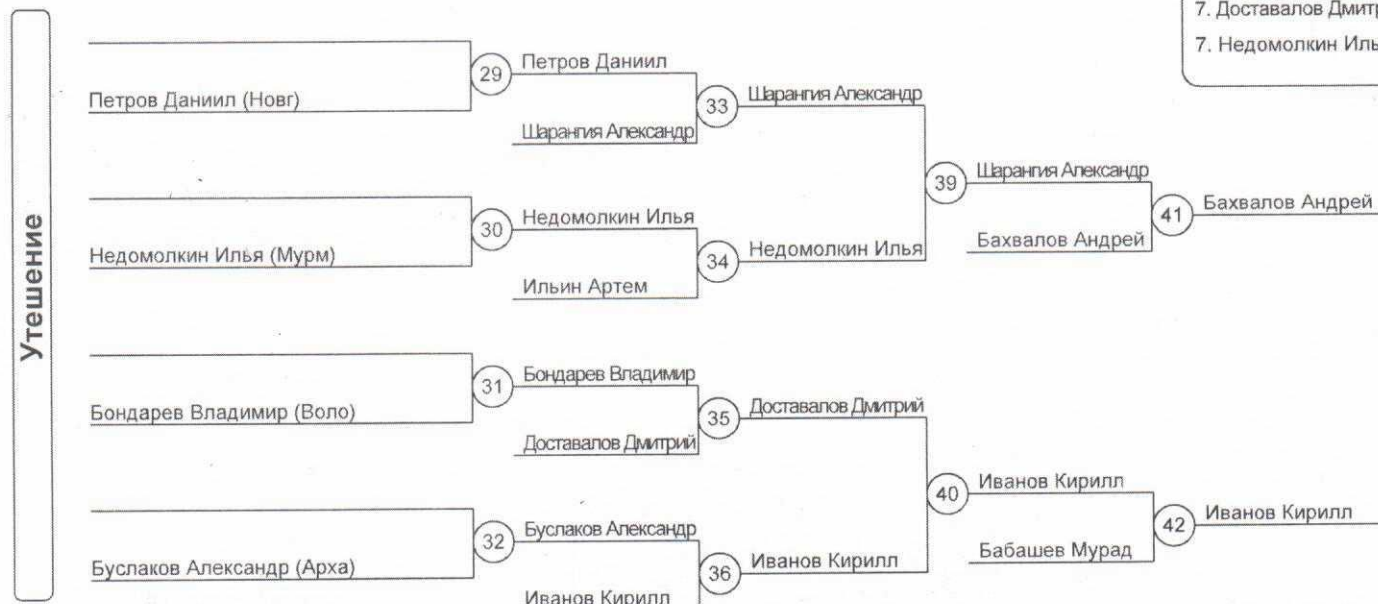 7. Доставалов Дмитр
7. Недомолкин Иль
Утешение
Петров Даниил (Новг)
29
Петров Даниил
Шарангия Александр
33
Шарангия Александр
Недомолкин Илья (Мурм)
30
Недомолкин Илья
Ильин Артем
34
Недомолкин Илья
39
Шарангия Александр
Бахвалов Андрей
41
Бахвалов Андрей
Бондарев Владимир (Воло)
31
Бондарев Владимир
Доставалов Дмитрий
35
Доставалов Дмитрий
Буслаков Александр (Арха)
32
Буслаков Александр
Иванов Кирилл
36
Иванов Кирилл
40
Иванов Кирилл
Бабашев Мурад
42
Иванов Кирилл